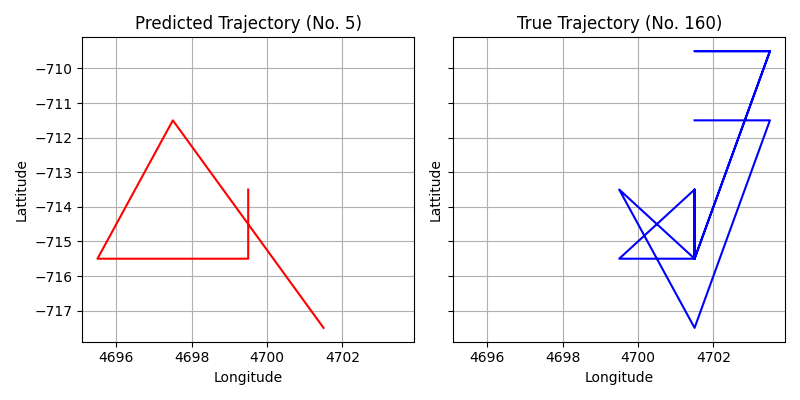 Predicted Trajectory (No. 5)
True Trajectory (No. 160)
−710
−711
−712
−713
−714
−715
−716
−717
Lattitude
Lattitude
4696 4698 4700 4702
4696 4698 4700 4702
Longitude
Longitude